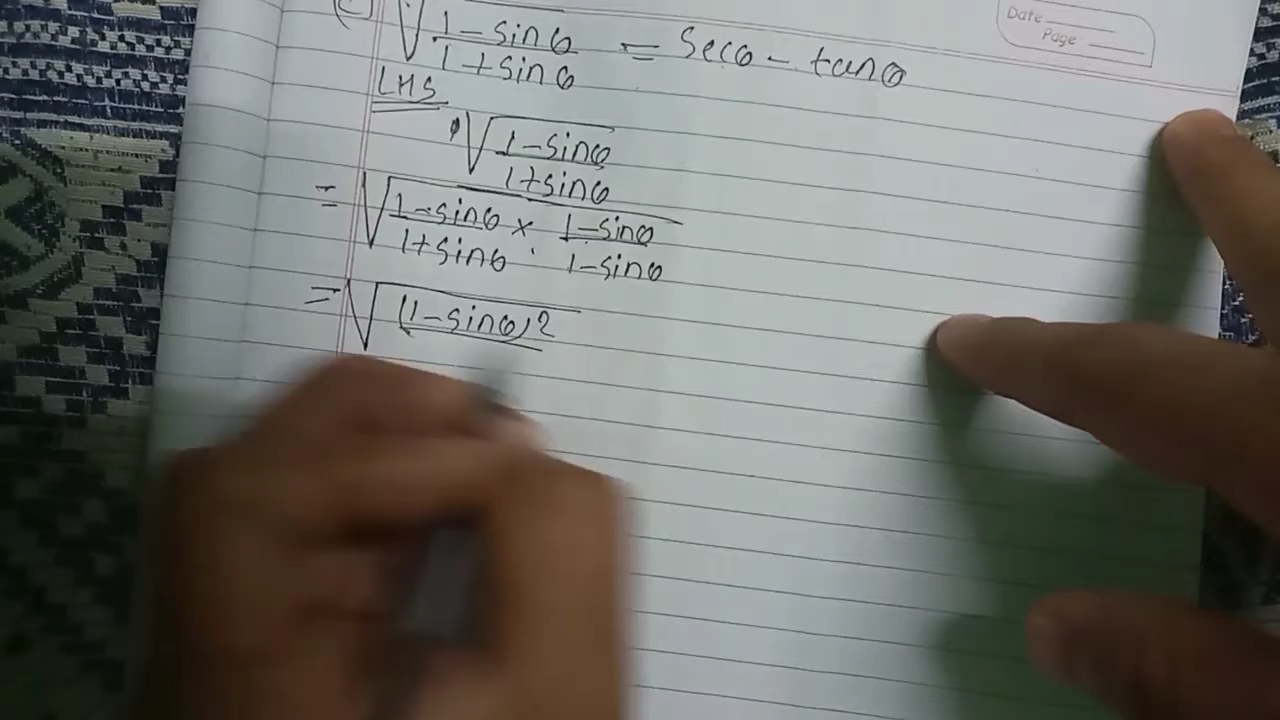 √(1-sinθ / 1+sinθ) = Secθ - tanθ
Date
Page
LHS
√(1-sinθ / 1+sinθ)
= √(1-sinθ / 1+sinθ × 1-sinθ / 1-sinθ)
= √((1-sinθ)2